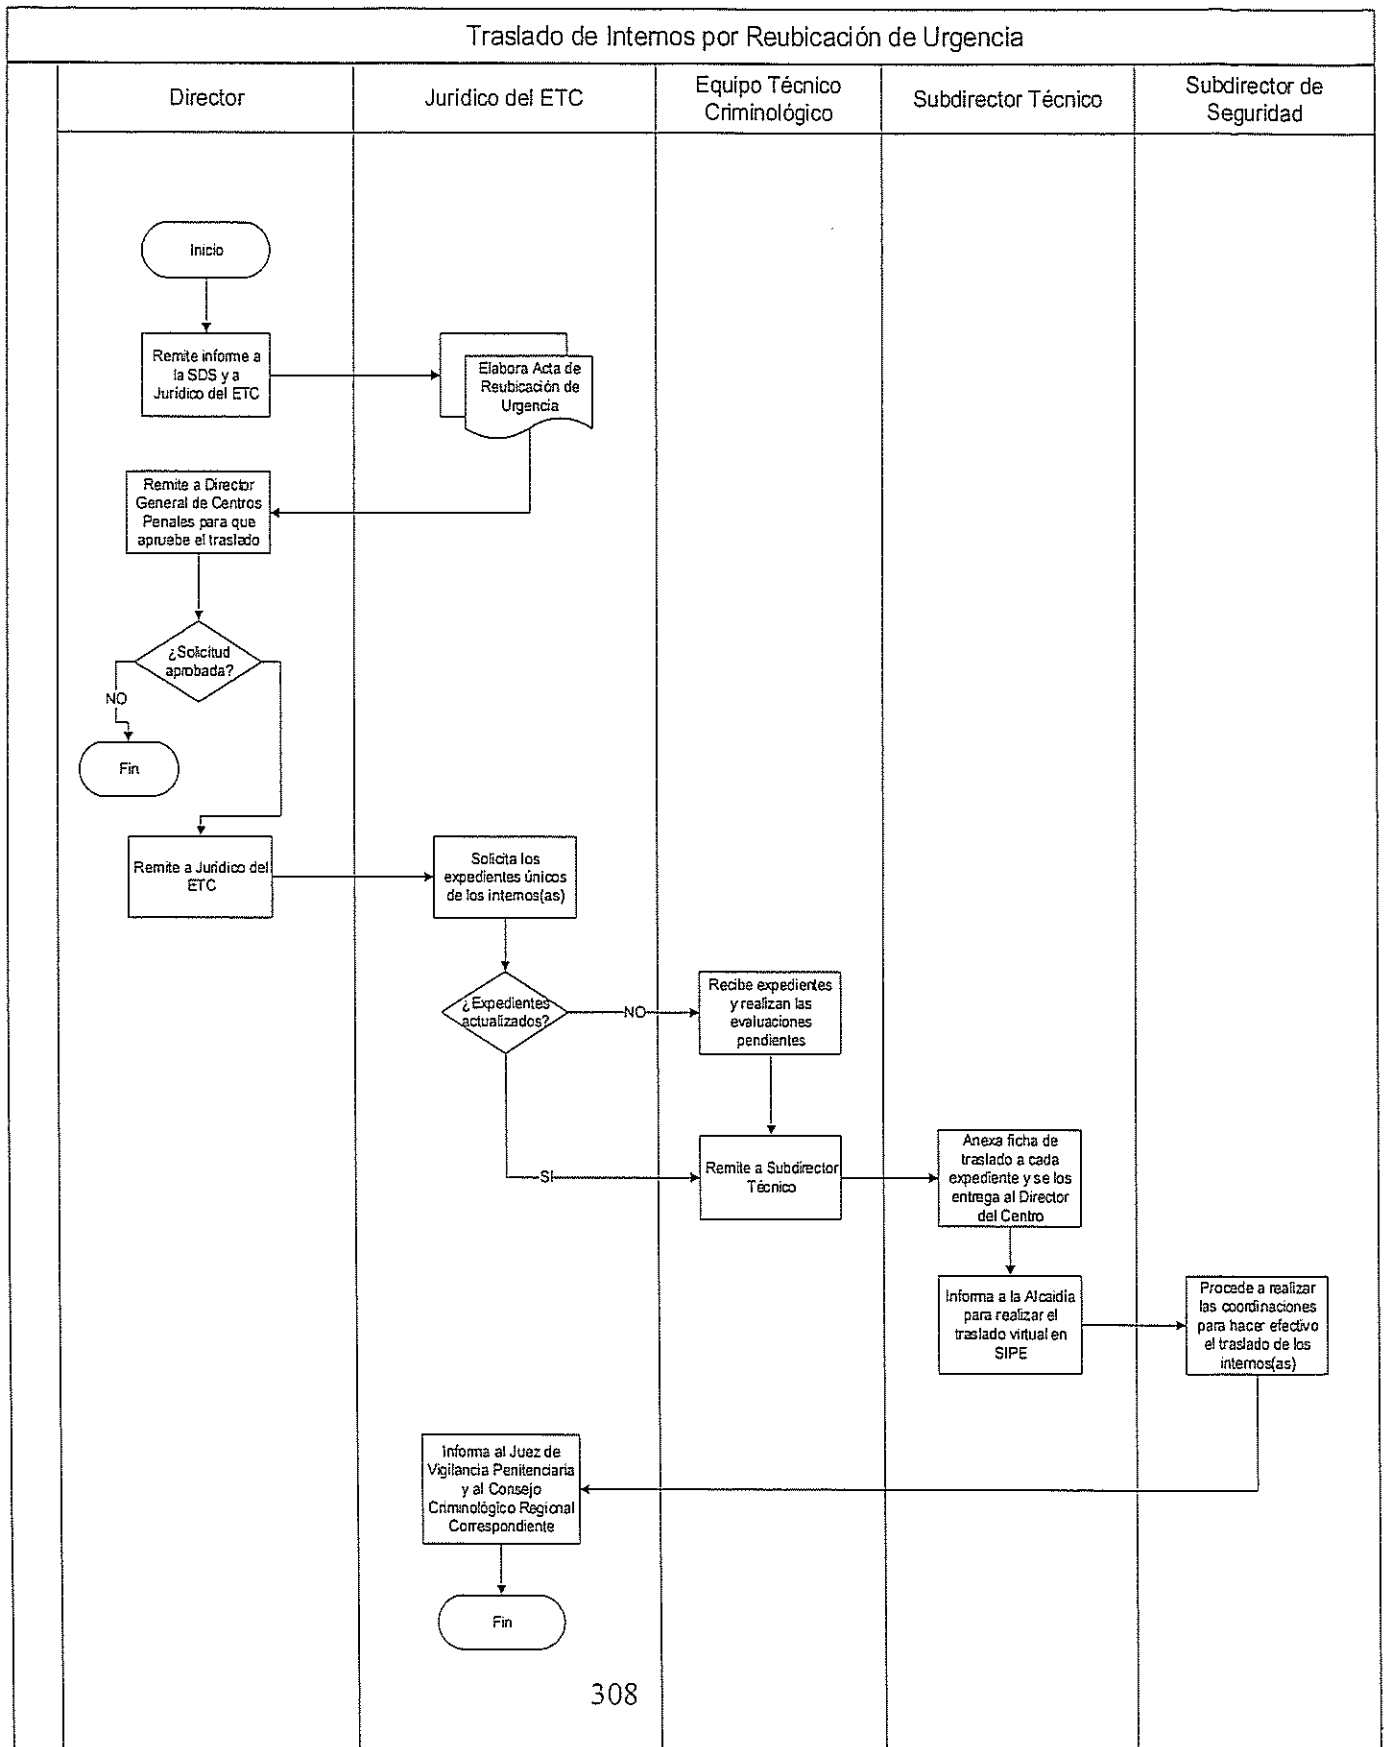 Traslado de Internos por Reubicación de Urgencia
Director
Jurídico del ETC
Equipo Técnico
Criminológico
Subdirector Técnico
Subdirector de
Seguridad
Inicio
Remite informe a
la SDS y a
Jurídico del ETC
Elabora Acta de
Reubicación de
Urgencia
Remite a Director
General de Centros
Penales para que
apruebe el traslado
¿Solicitud
aprobada?
NO
Fin
Remite a Jurídico del
ETC
Solicita los
expedientes únicos
de los internos(as)
¿Expedientes
actualizados?
NO
Recibe expedientes
y realizan las
evaluaciones
pendientes
SI
Remite a Subdirector
Técnico
Anexa ficha de
traslado a cada
expediente y se los
entrega al Director
del Centro
Informa a la Alcaidía
para realizar el
traslado virtual en
SIPE
Procede a realizar
las coordinaciones
para hacer efectivo
el traslado de los
internos(as)
Informa al Juez de
Vigilancia Penitenciaria
y al Consejo
Criminológico Regional
Correspondiente
Fin
308